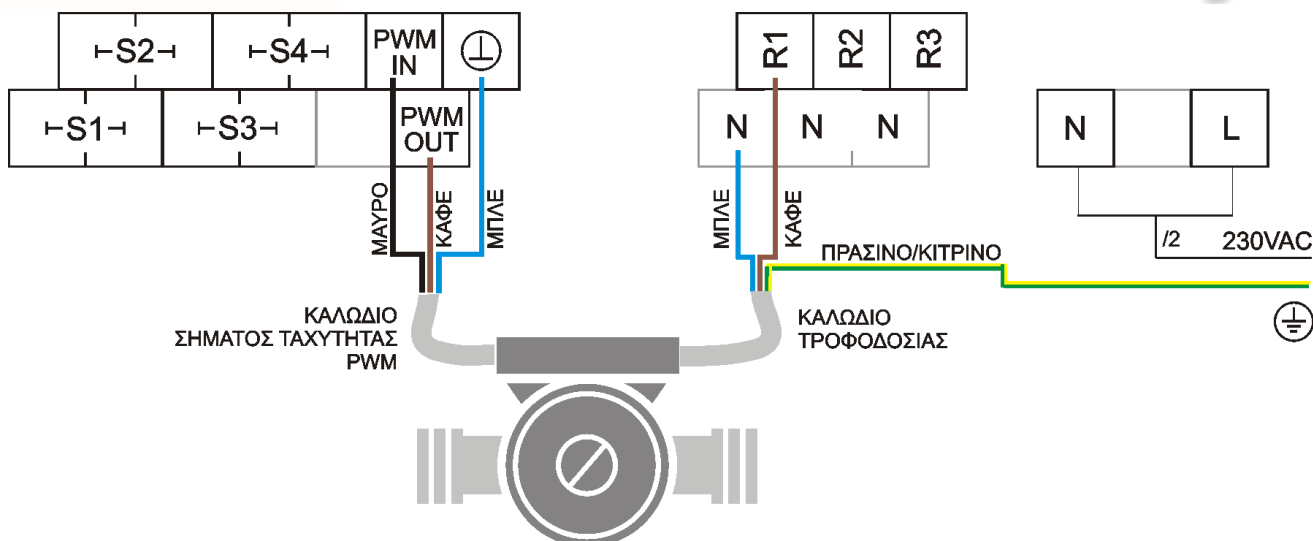 S2
S4
PWM
IN
S1
S3
PWM
OUT
R1
R2
R3
N
N
N
N
L
ΜΑΥΡΟ
ΚΑΦΕ
ΜΠΛΕ
ΜΠΛΕ
ΚΑΦΕ
/2 230VAC
ΠΡΑΣΙΝΟ/ΚΙΤΡΙΝΟ
ΚΑΛΩΔΙΟ
ΣΗΜΑΤΟΣ ΤΑΧΥΤΗΤΑΣ
PWM
ΚΑΛΩΔΙΟ
ΤΡΟΦΟΔΟΣΙΑΣ